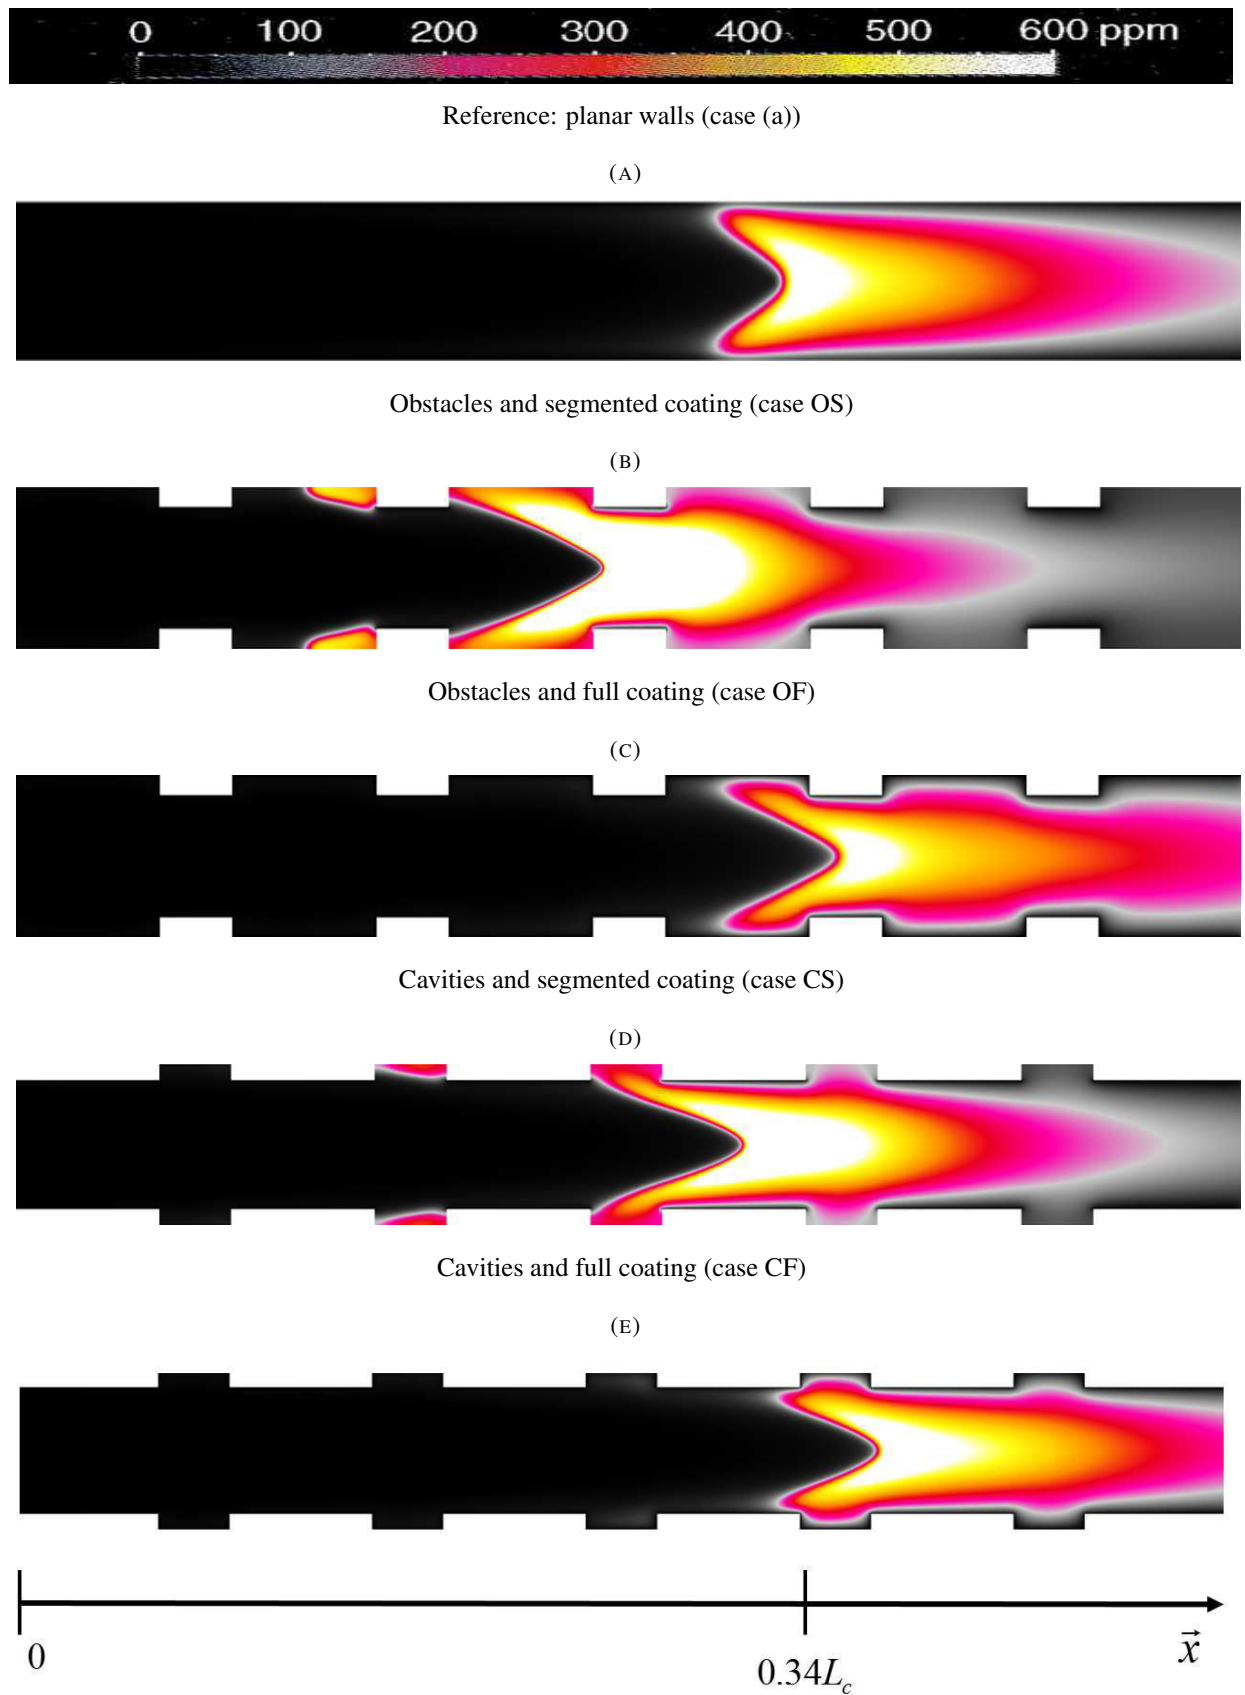 0 100 200 300 400 500 600 ppm
Reference: planar walls (case (a))
(A)
Obstacles and segmented coating (case OS)
(B)
Obstacles and full coating (case OF)
(C)
Cavities and segmented coating (case CS)
(D)
Cavities and full coating (case CF)
(E)
0 0.34L_c \vec{x}